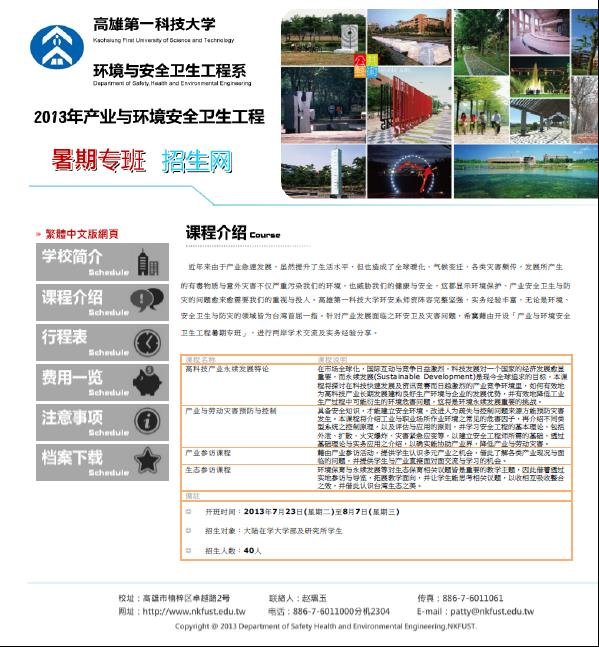 高雄第一科技大学
Kaohsiung First University of Science and Technology
环境与安全卫生工程系
Department of Safety, Health and Environmental Engineering
2013年产业与环境安全卫生工程
暑期专班 招生网
» 繁體中文版網頁
学校简介
Schedule
课程介绍
Schedule
行程表
Schedule
费用一览
Schedule
注意事项
Schedule
档案下载
Schedule
课程介绍 Course
近年来由于产业急速发展，虽然提升了生活水平，但也造成了全球暖化、气候变迁，各类灾害频传，发展所产生
的有毒物质与意外灾害不仅严重污染我们的环境，也威胁我们的健康与安全。这都显示环境保护、产业安全卫生与防
灾的问题愈来愈需要我们的重视与投入。高雄第一科技大学环安系师资阵容完整坚强，实务经验丰富，无论是环境、
安全卫生与防灾的领域皆为台湾首屈一指。针对产业发展面临之环安卫及灾害问题，希冀藉由开设「产业与环境安全
卫生工程暑期专班」，进行两岸学术交流及实务经验分享。
课程名称 课程说明
高科技产业永续发展特论 在市场全球化，国际互动与竞争日益激烈，科技发展对一个国家的经济发展愈显
重要，而永续发展(Sustainable Development)是现今全球追求的目标，本课
程将探讨在科技快速发展及资讯竞赛而日趋激烈的产业竞争环境里，如何有效地
为高科技产业长期发展建构良好生产环境与企业的发展优势，并有效地降低工业
生产过程中可能衍生的环境危害问题，这将是环境永续发展重要的挑战。
产业与劳动灾害预防与控制 具备安全知识，才能建立安全环境，改进人为疏失与控制问题来源方能预防灾害
发生。本课程将介绍工业与职业场所作业环境之常见的危害因子，再介绍不同类
型系统之控制原理，以及评估与应用的原则，并学习安全工程的基本理论，包括
外泄、扩散、火灾爆炸、灾害紧急应变等，以建立安全工程师所需的基础，透过
基础理论与实务应用之介绍，以确实能协助产业界，降低产业与劳动灾害。
产业参访课程 藉由产业参访活动，提供学生认识多元产业之机会，借此了解各类产业现况与面
临的问题，并提供学生与产业直接面对面交流与学习的机会。
生态参访课程 环境保育与永续发展等对生态保育相关议题皆是重要的教学主题，因此借着透过
实地参访与导览，拓展教学面向，并让学生能思考相关议题，以收相互吸收整合
之效，并借此认识台湾生态之美。
備註
开班时间：2013年7月23日(星期二)至8月7日(星期三)
招生对象：大陆在学大学部及研究所学生
招生人数：40人
校址：高雄市楠梓区卓越路2号 联络人：赵珮玉 传真：886-7-6011061
网址：http://www.nkfust.edu.tw 电话：886-7-6011000分机2304 E-mail：patty@nkfust.edu.tw
Copyright @ 2013 Department of Safety Health and Environmental Engineering,NKFUST.